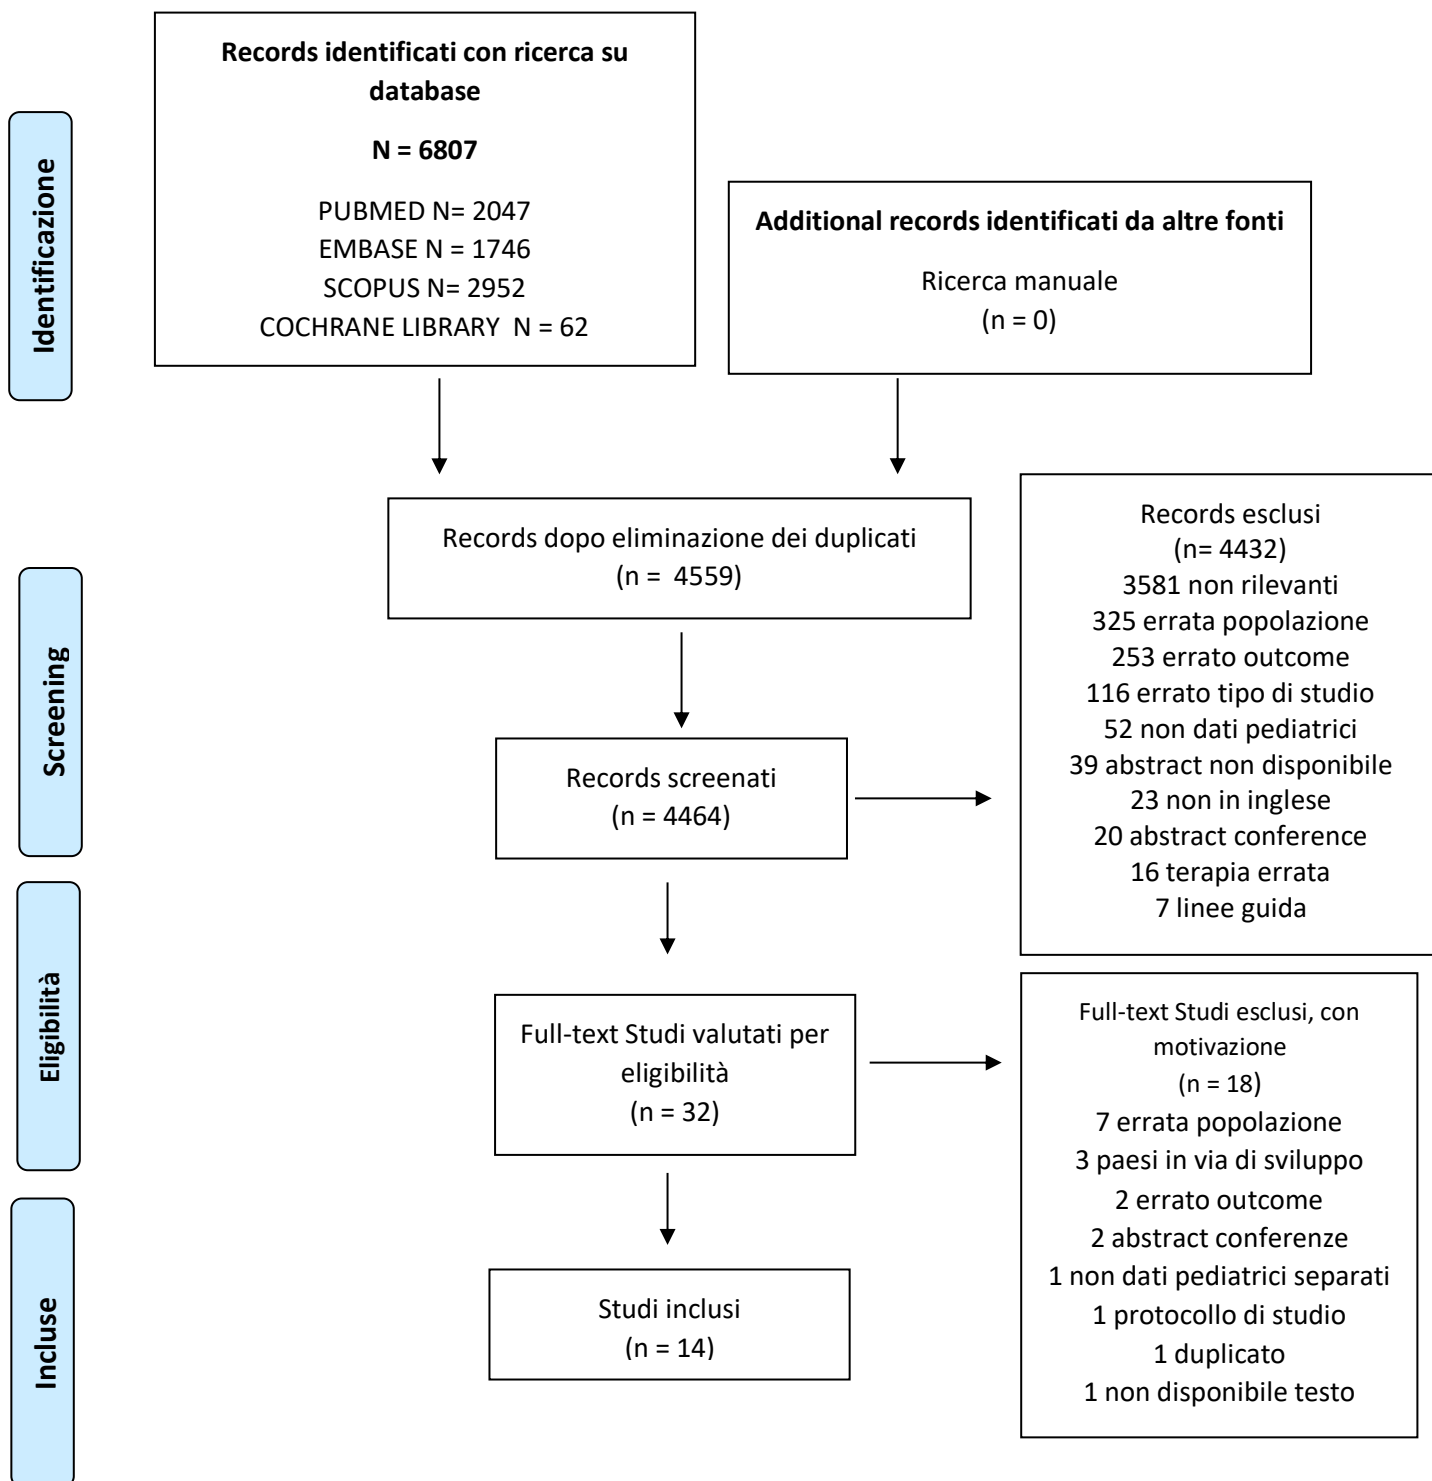 Records identificati con ricerca su
database
N = 6807
PUBMED N= 2047
EMBASE N = 1746
SCOPUS N= 2952
COCHRANE LIBRARY  N = 62
Identificazione
Additional records identificati da altre fonti
Ricerca manuale
(n = 0)
Records dopo eliminazione dei duplicati
(n =  4559)
Screening
Records screenati
(n = 4464)
Records esclusi
(n= 4432)
3581 non rilevanti
325 errata popolazione
253 errato outcome
116 errato tipo di studio
52 non dati pediatrici
39 abstract non disponibile
23 non in inglese
20 abstract conference
16 terapia errata
7 linee guida
Eligibilità
Full-text Studi valutati per
eligibilità
(n = 32)
Full-text Studi esclusi, con
motivazione
(n = 18)
7 errata popolazione
3 paesi in via di sviluppo
2 errato outcome
2 abstract conferenze
1 non dati pediatrici separati
1 protocollo di studio
1 duplicato
1 non disponibile testo
Incluse
Studi inclusi
(n = 14)